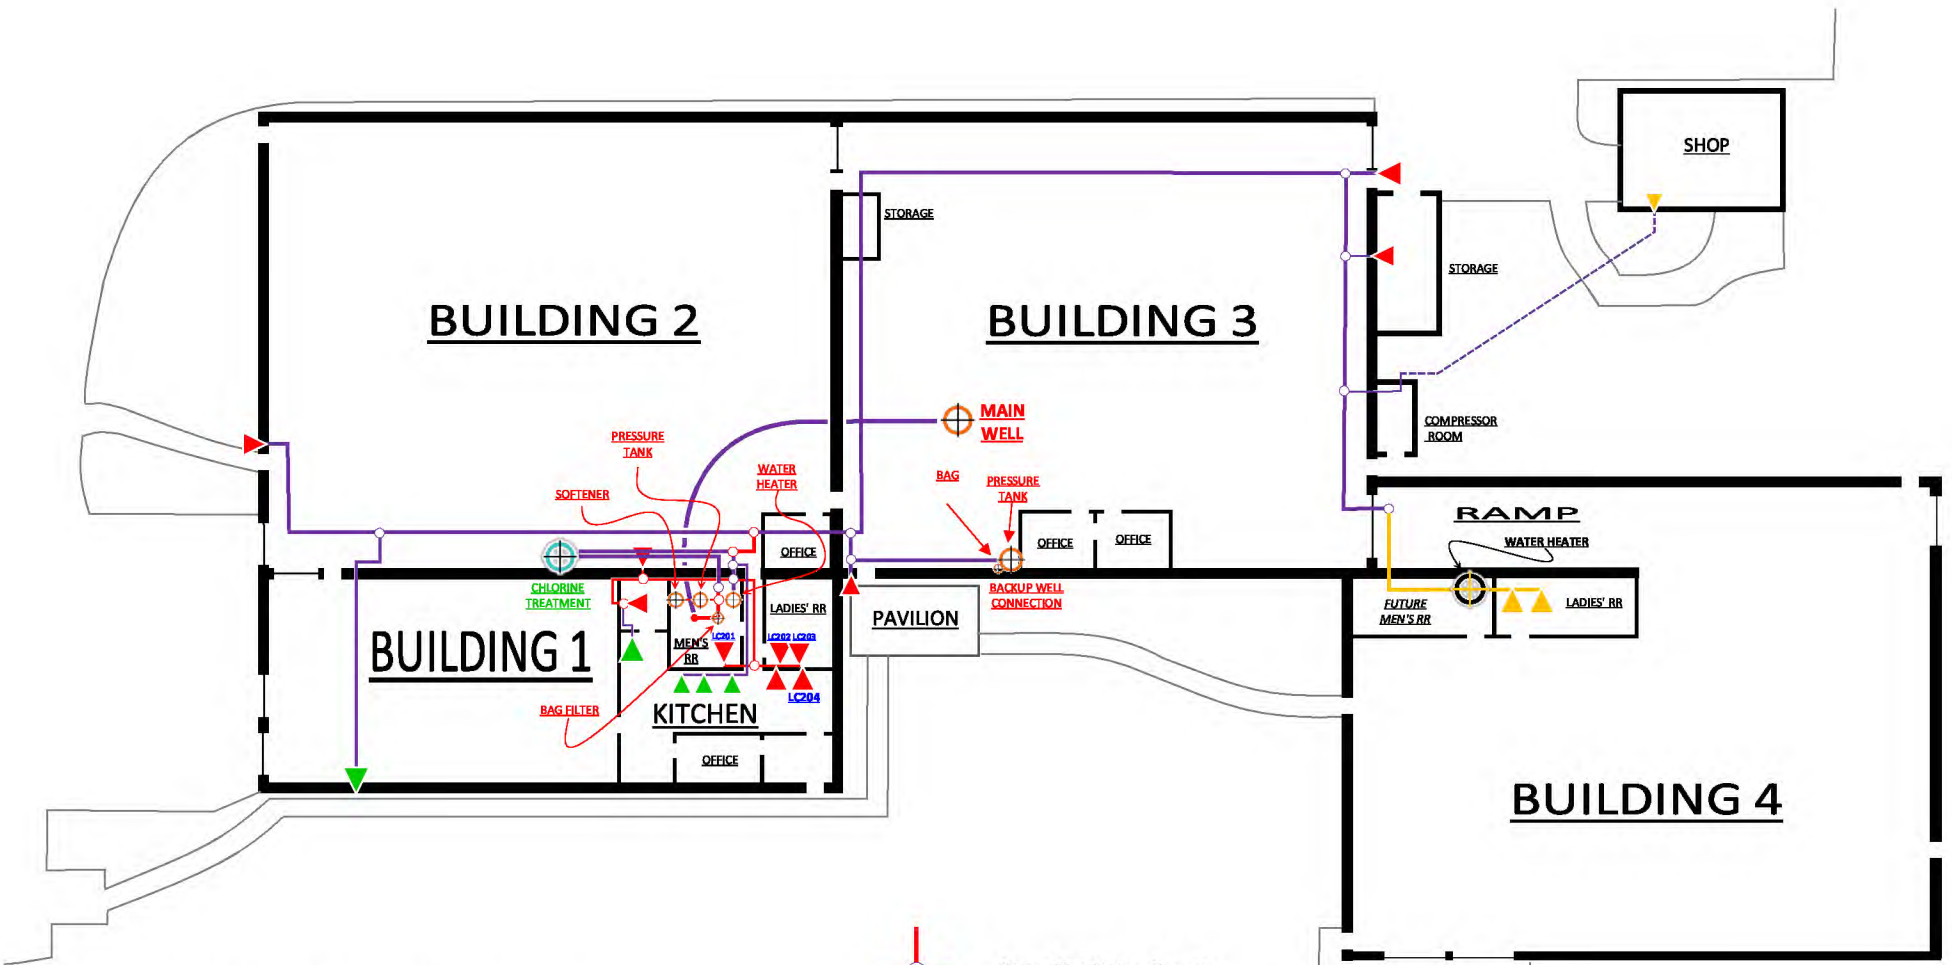 SHOP
STORAGE
STORAGE
BUILDING 2
BUILDING 3
MAIN
WELL
COMPRESSOR
ROOM
PRESSURE
TANK
WATER
HEATER
SOFTENER
BAG
PRESSURE
TANK
RAMP
WATER HEATER
OFFICE
OFFICE
OFFICE
CHLORINE
TREATMENT
BACKUP WELL
CONNECTION
LADIES' RR
PAVILION
FUTURE
MEN'S RR
LADIES' RR
BUILDING 1
MEN'S
RR
LC201
LC202 LC203
LC204
BAG FILTER
KITCHEN
OFFICE
BUILDING 4